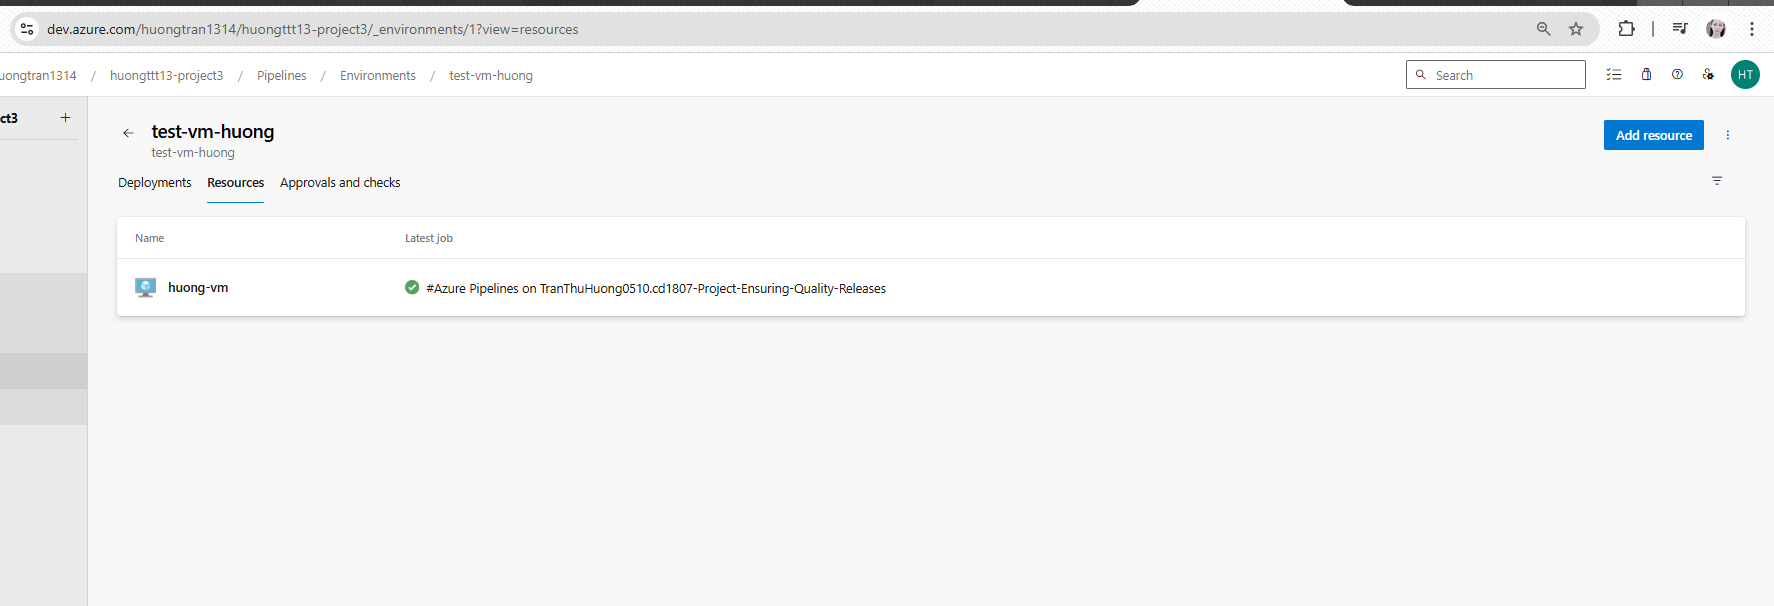 dev.azure.com/huongtran1314/huongttt13-project3/_environments/1?view=resources
uongtran1314 / huongttt13-project3 / Pipelines / Environments / test-vm-huong
Search
HT
ct3 +
test-vm-huong
test-vm-huong
Add resource
Deployments Resources Approvals and checks
Name Latest job
huong-vm #Azure Pipelines on TranThuHuong0510.cd1807-Project-Ensuring-Quality-Releases